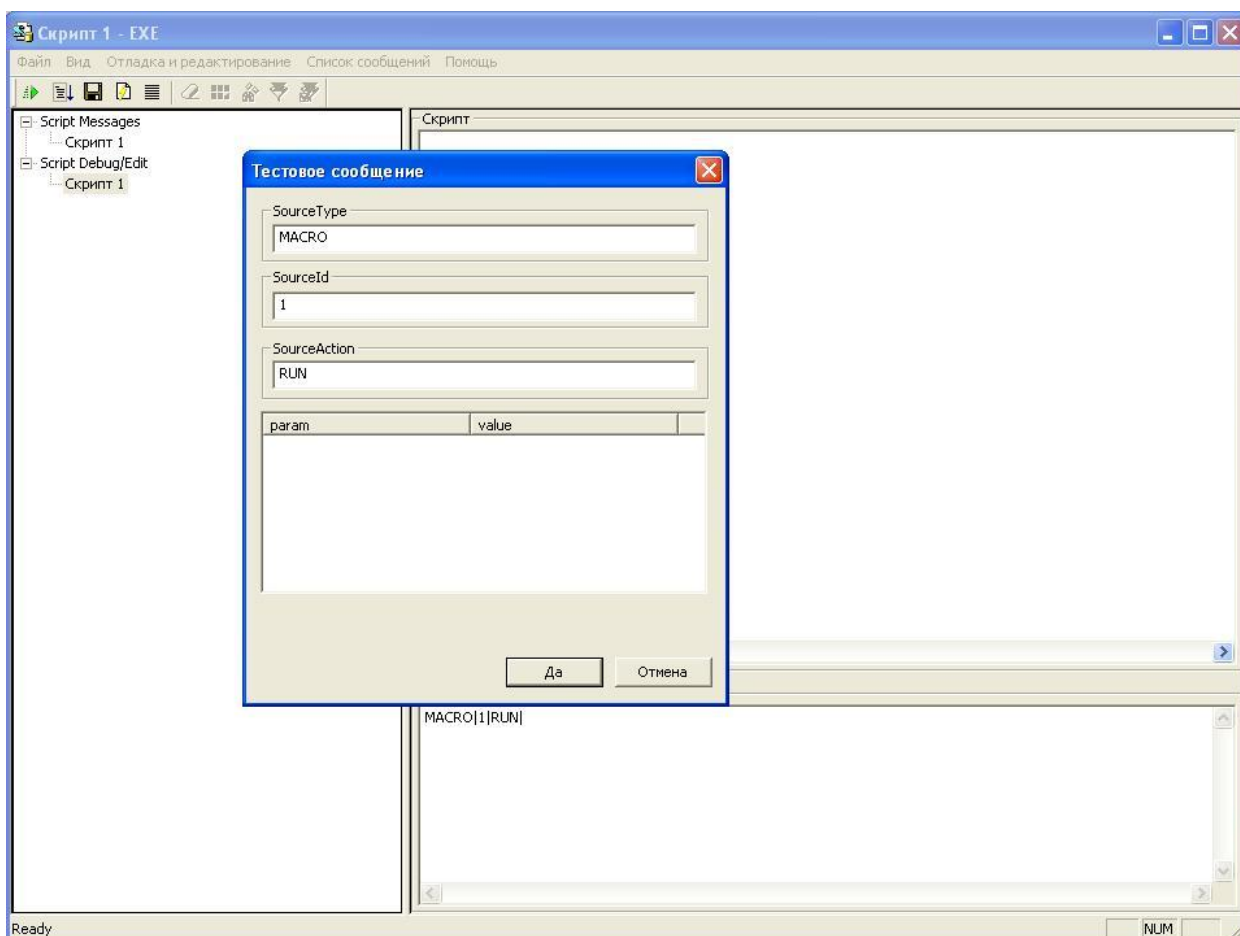 Скрипт 1 - EXE
Файл Вид Отладка и редактирование Список сообщений Помощь
Script Messages
Скрипт 1
Script Debug/Edit
Скрипт 1
Скрипт
Тестовое сообщение
SourceType
MACRO
SourceId
1
SourceAction
RUN
param value
Да Отмена
MACRO|1|RUN|
Ready NUM